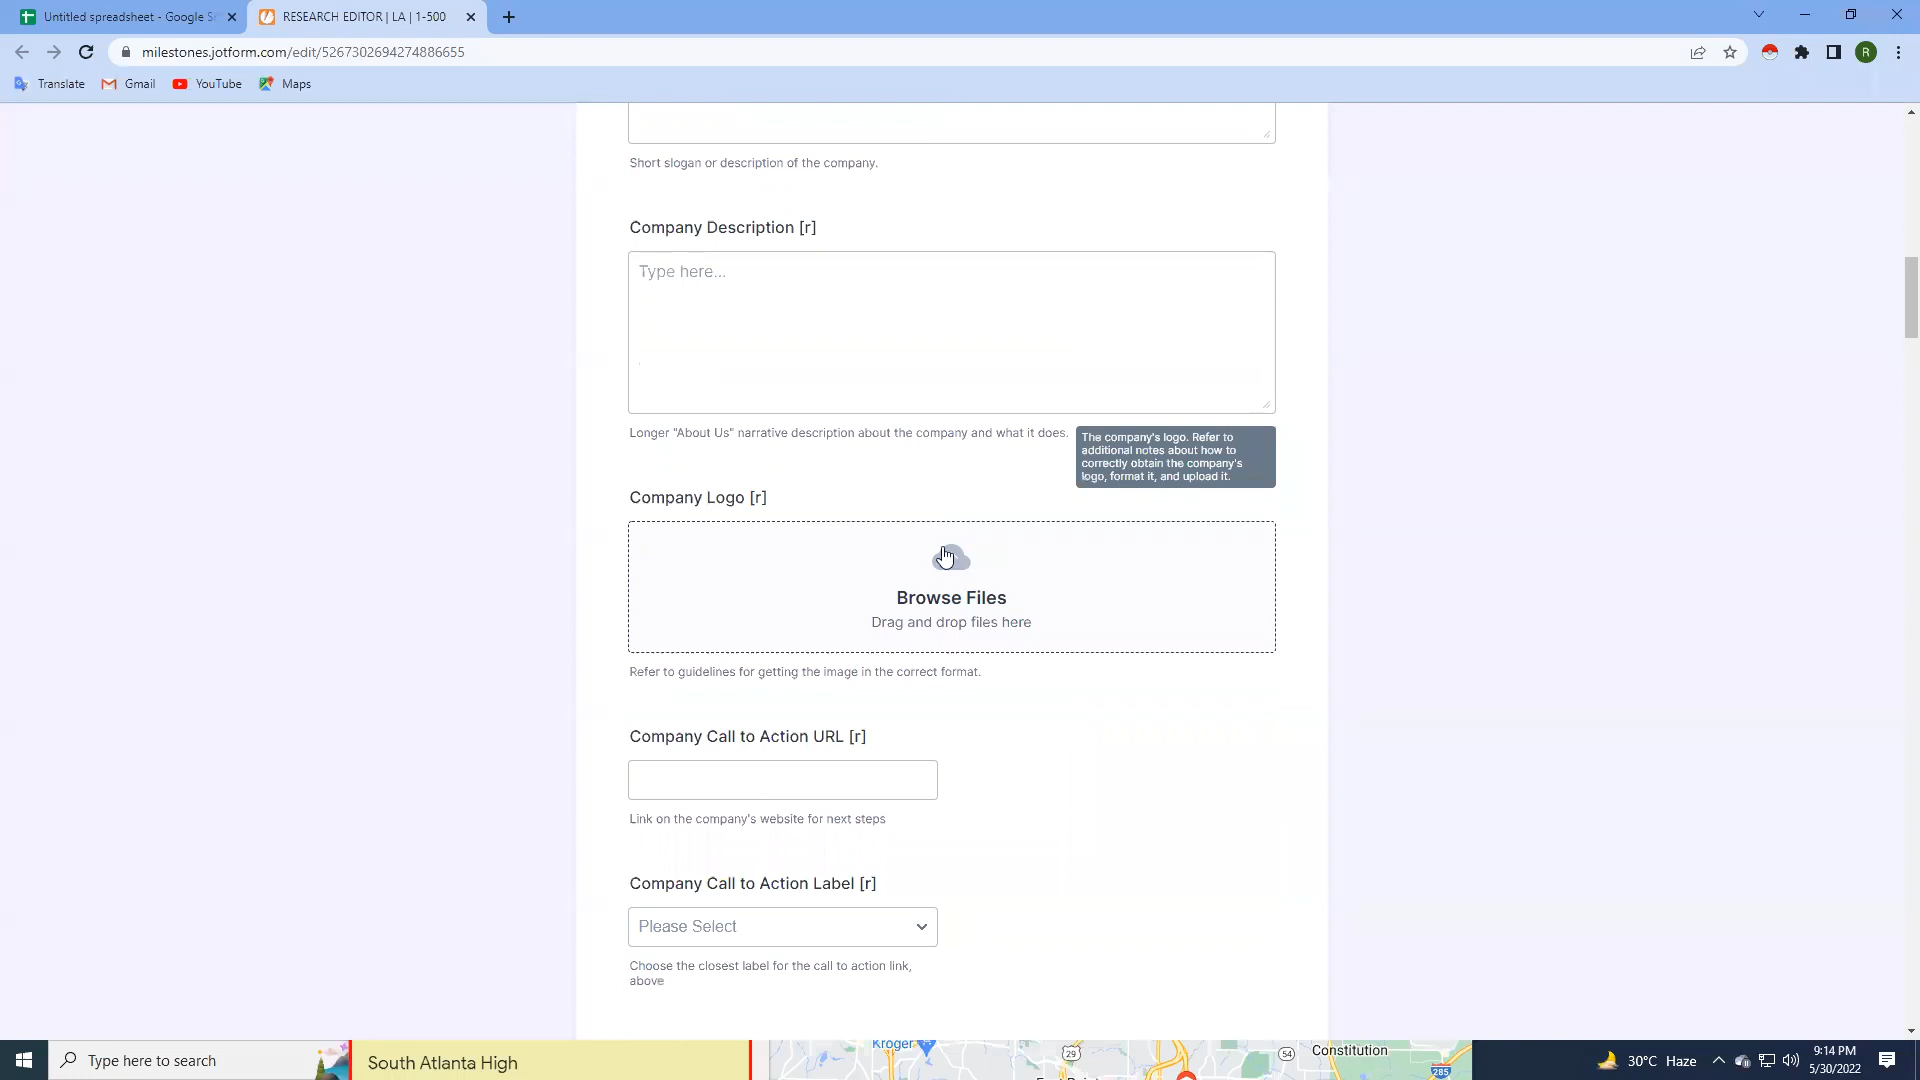 Untitled spreadsheet - Google
RESEARCH EDITOR | LA | 1-500
milestones.jotform.com/edit/5267302694274886655
R
Translate
Gmail
YouTube
Maps
Short slogan or description of the company.
Company Description [r]
Type here...
Longer "About Us" narrative description about the company and what it does.
The company's logo. Refer to
additional notes about how to
correctly obtain the company's
logo, format it, and upload it.
Company Logo [r]
Browse Files
Drag and drop files here
Refer to guidelines for getting the image in the correct format.
Company Call to Action URL [r]
Link on the company's website for next steps
Company Call to Action Label [r]
Please Select
Choose the closest label for the call to action link,
above
Type here to search
South Atlanta High
Kroger
29
54
Constitution
285
30°C Haze
9:14 PM
5/30/2022